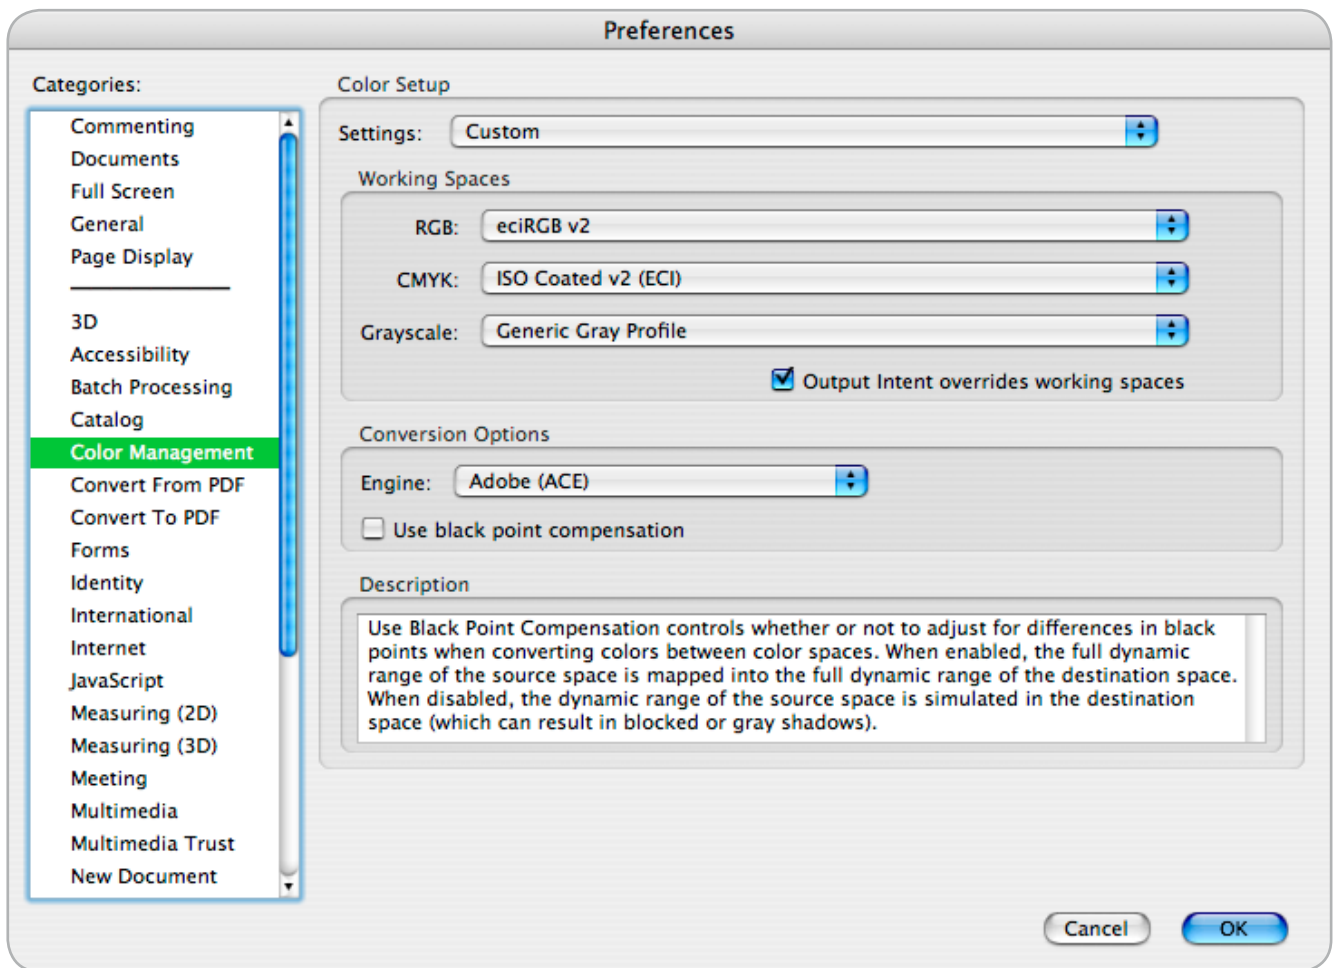 Preferences
Categories:
Commenting
Documents
Full Screen
General
Page Display
3D
Accessibility
Batch Processing
Catalog
Color Management
Convert From PDF
Convert To PDF
Forms
Identity
International
Internet
JavaScript
Measuring (2D)
Measuring (3D)
Meeting
Multimedia
Multimedia Trust
New Document
Color Setup
Settings: Custom
Working Spaces
RGB: eciRGB v2
CMYK: ISO Coated v2 (ECI)
Grayscale: Generic Gray Profile
Output Intent overrides working spaces
Conversion Options
Engine: Adobe (ACE)
Use black point compensation
Description
Use Black Point Compensation controls whether or not to adjust for differences in black
points when converting colors between color spaces. When enabled, the full dynamic
range of the source space is mapped into the full dynamic range of the destination space.
When disabled, the dynamic range of the source space is simulated in the destination
space (which can result in blocked or gray shadows).
Cancel OK